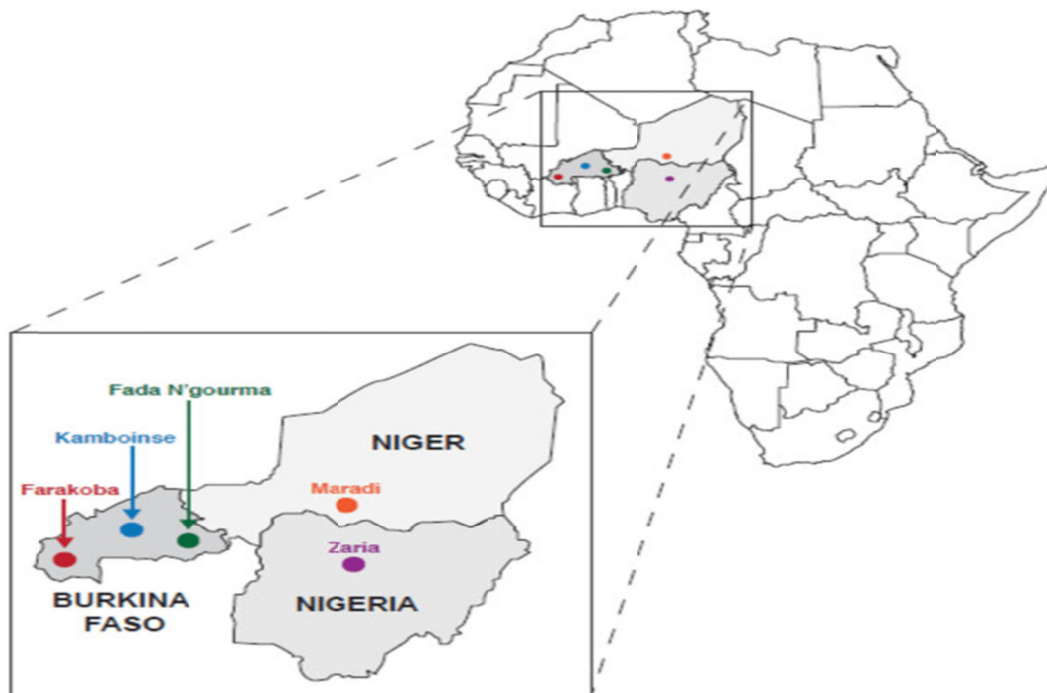 Fada N'gourma
Kamboinse
Farakoba
NIGER
Maradi
Zaria
BURKINA
FASO
NIGERIA